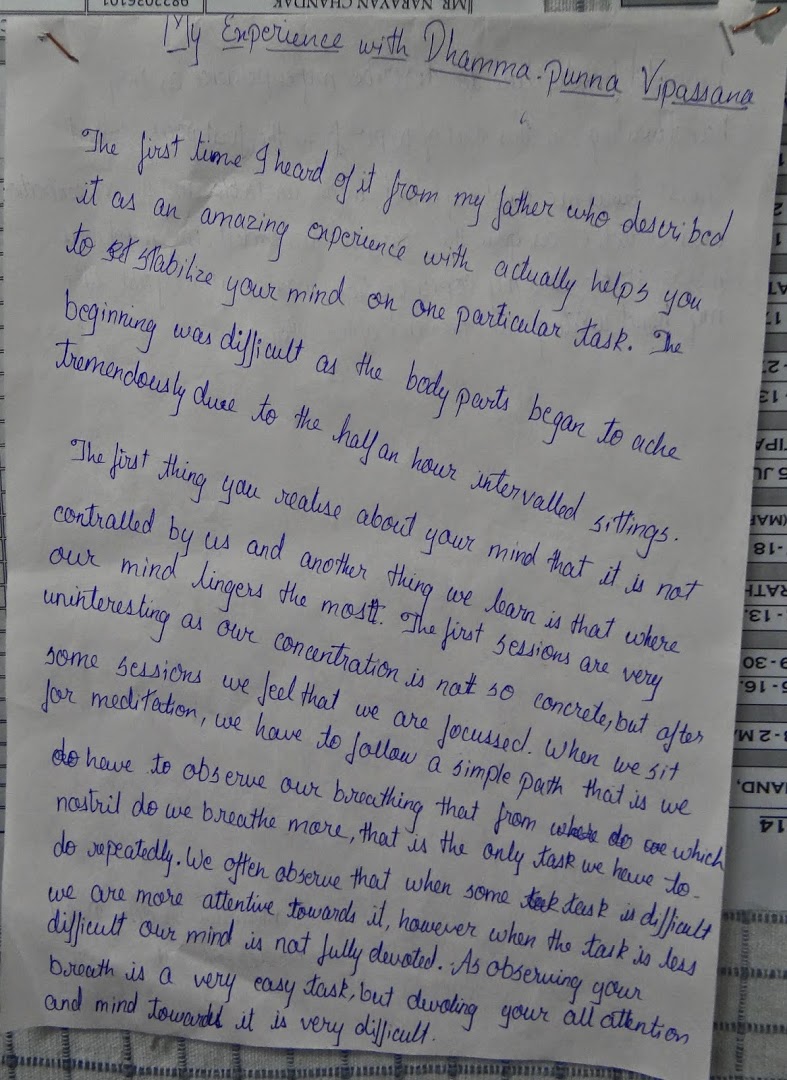 MR NARAYAN CHANDAK
My Experience with Dhamma-Punna Vipassana
The first time I heard of it from my father who described
it as an amazing experience with actually helps you
to st stabilize your mind on one particular task. The
beginning was difficult as the body parts began to ache
tremendously due to the half an hour intervalled sittings.
The first thing you realise about your mind that it is not
contralled by us and another thing we learn is that where
our mind lingers the most. The first sessions are very
uninteresting as our concentration is not so concrete, but after
some sessions we feel that we are focussed. When we sit
for meditation, we have to follow a simple path that is we
do have to observe our breathing that from where do we which
nostril do we breathe more, that is the only task we have to
do repeatedly. We often observe that when some task task is difficult
we are more attentive towards it, however when the task is less
difficult our mind is not fully devoted. As observing your
breath is a very easy task, but devoting your all attention
and mind towards it is very difficult.